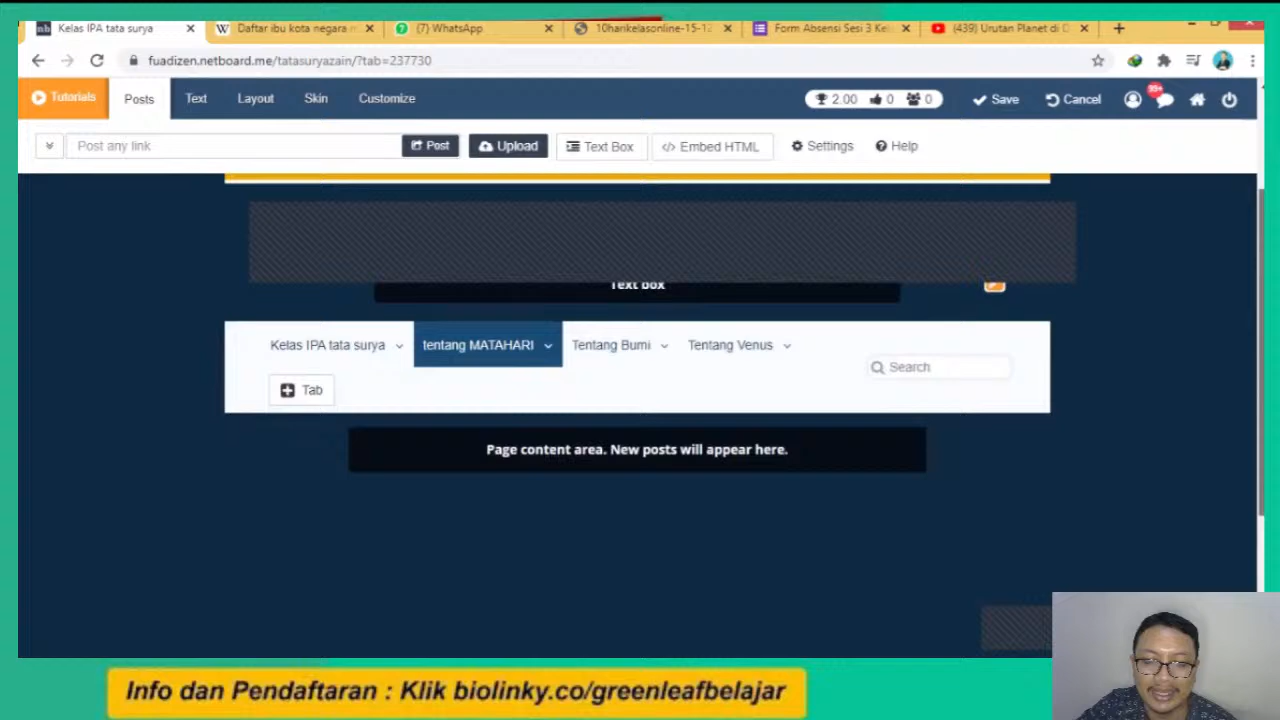 Kelas IPA tata surya
Daftar ibu kota negara
(7) WhatsApp
10harikelasonline-15-12
Form Absensi Sesi 3 Ke
(439) Urutan Planet di
fuadizen.netboard.me/tatasuryazain/?tab=237730
Tutorials
Posts
Text
Layout
Skin
Customize
2.00
0
0
Save
Cancel
99+
Post any link
Post
Upload
Text Box
Embed HTML
Settings
Help
Text box
Kelas IPA tata surya
tentang MATAHARI
Tentang Bumi
Tentang Venus
Search
Tab
Page content area. New posts will appear here.
Info dan Pendaftaran : Klik biolinky.co/greenleafbelajar